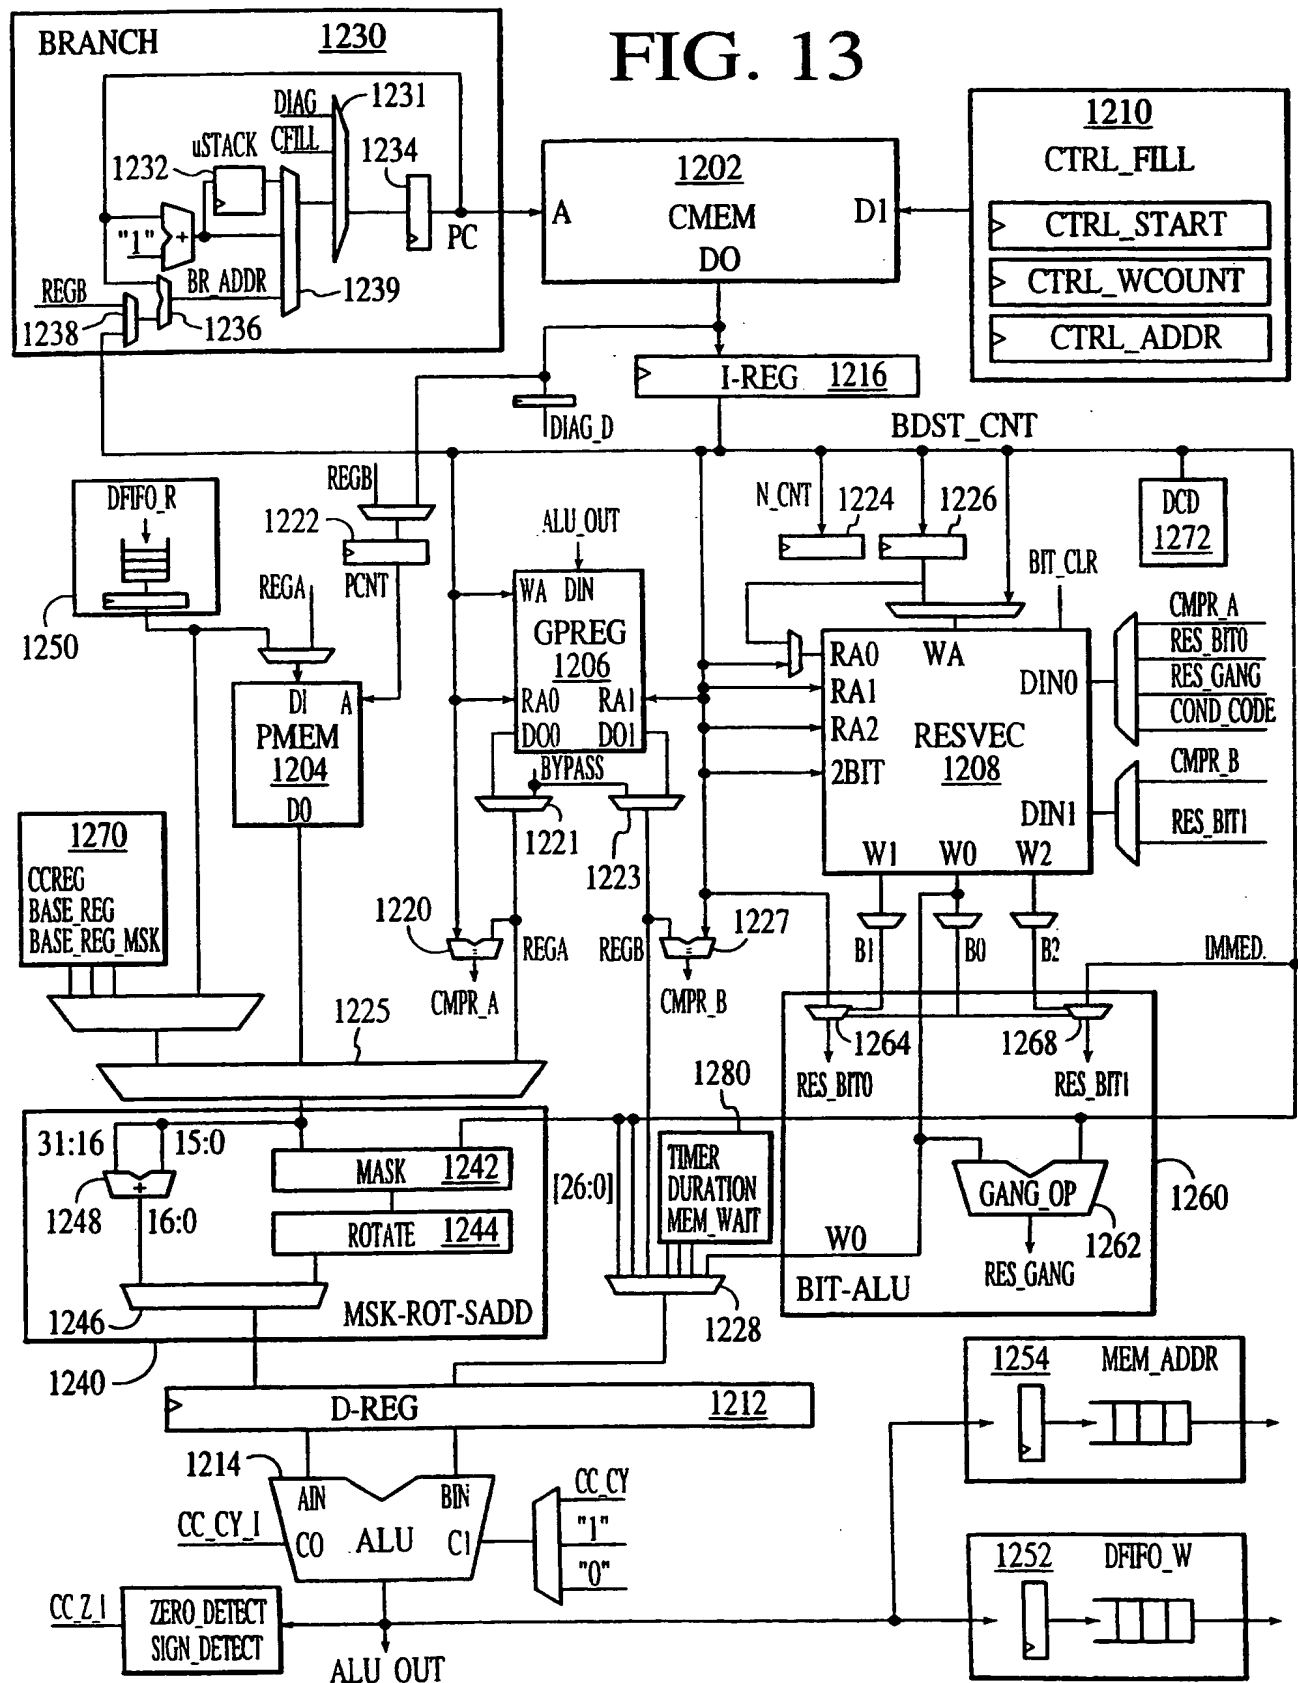 FIG. 13
BRANCH 1230
DIAG
CFILL
1231
uSTACK
1232
1234
"1"
+
PC
REGB
BR_ADDR
1238
1236
1239
1202
CMEM
A
D1
DO
1210
CTRL_FILL
CTRL_START
CTRL_WCOUNT
CTRL_ADDR
I-REG 1216
DIAG_D
BDST_CNT
DFIFO_R
1250
REGB
1222
PCNT
REGA
ALU_OUT
N_CNT
1224
1226
DCD
1272
BIT_CLR
WA DIN
GPREG
1206
RA0 RA1
DO0 DO1
DI A
PMEM
1204
DO
BYPASS
1221
1223
RA0
WA
RA1
DIN0
RA2
RESVEC
1208
2BIT
DIN1
W1 W0 W2
CMPR_A
RES_BIT0
RES_GANG
COND_CODE
CMPR_B
RES_BIT1
1270
CCREG
BASE_REG
BASE_REG_MSK
1220
REGA
CMPR_A
REGB
=
=
1227
CMPR_B
B1
B0
B2
IMMED.
1225
1264
1268
RES_BIT0
RES_BIT1
31:16
15:0
+
1248
16:0
MASK 1242
ROTATE 1244
1246
MSK-ROT-SADD
1240
[26:0]
1280
TIMER
DURATION
MEM_WAIT
W0
1228
GANG_OP
1262
RES_GANG
BIT-ALU
1260
D-REG 1212
1214
AIN BIN
CC_CY_I
CO ALU C1
CC_CY
"1"
"0"
CC_Z_I
ZERO_DETECT
SIGN_DETECT
ALU_OUT
1254 MEM_ADDR
1252 DFIFO_W